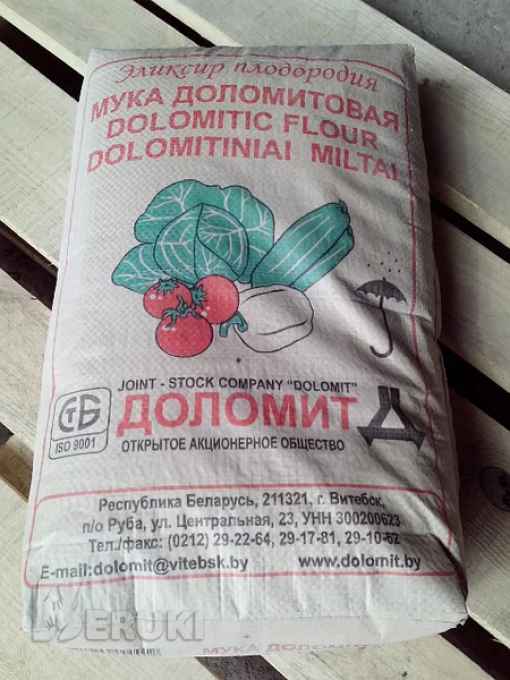 Эликсир плодородия
МУКА ДОЛОМИТОВАЯ
DOLOMITIC FLOUR
DOLOMITINIAI MILTAI
JOINT - STOCK COMPANY "DOLOMIT"
СТБ
ISO 9001
ДОЛОМИТ
ОТКРЫТОЕ АКЦИОНЕРНОЕ ОБЩЕСТВО
Республика Беларусь, 211321, г. Витебск,
п/о Руба, ул. Центральная, 23, УНН 300200623
Тел./факс: (0212) 29-22-64, 29-17-81, 29-10-62
E-mail:dolomit@vitebsk.by www.dolomit.by
ERUKI
МУКА ДОЛОМИТ